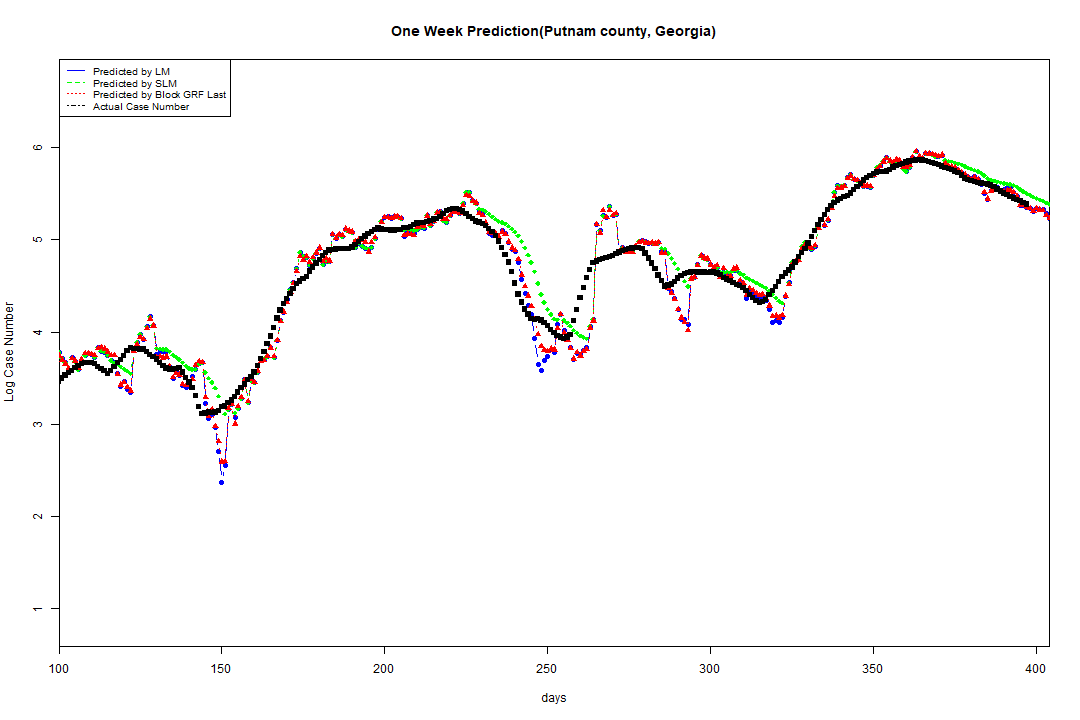 One Week Prediction(Putnam county, Georgia)
Predicted by LM
Predicted by SLM
Predicted by Block GRF Last
Actual Case Number
6
5
4
3
2
1
Log Case Number
100 150 200 250 300 350 400
days